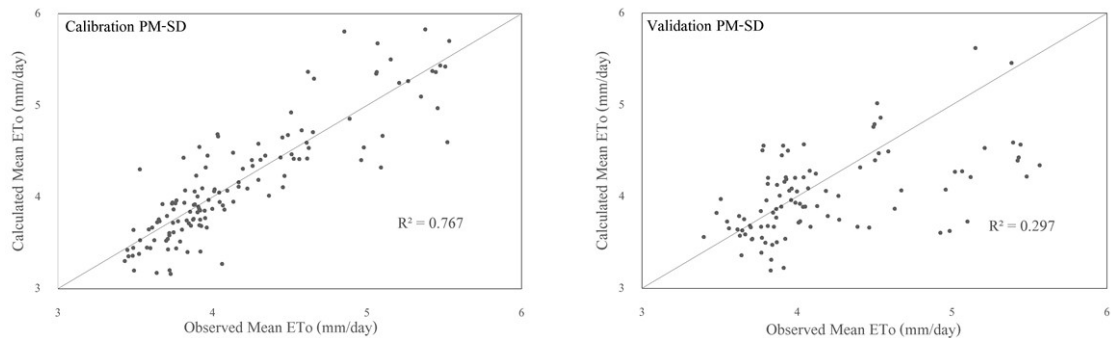 Calibration PM-SD
Calculated Mean ETo (mm/day)
6
5
4
3
R² = 0.767
3 4 5 6
Observed Mean ETo (mm/day)
Validation PM-SD
Calculated Mean ETo (mm/day)
6
5
4
3
R² = 0.297
3 4 5 6
Observed Mean ETo (mm/day)